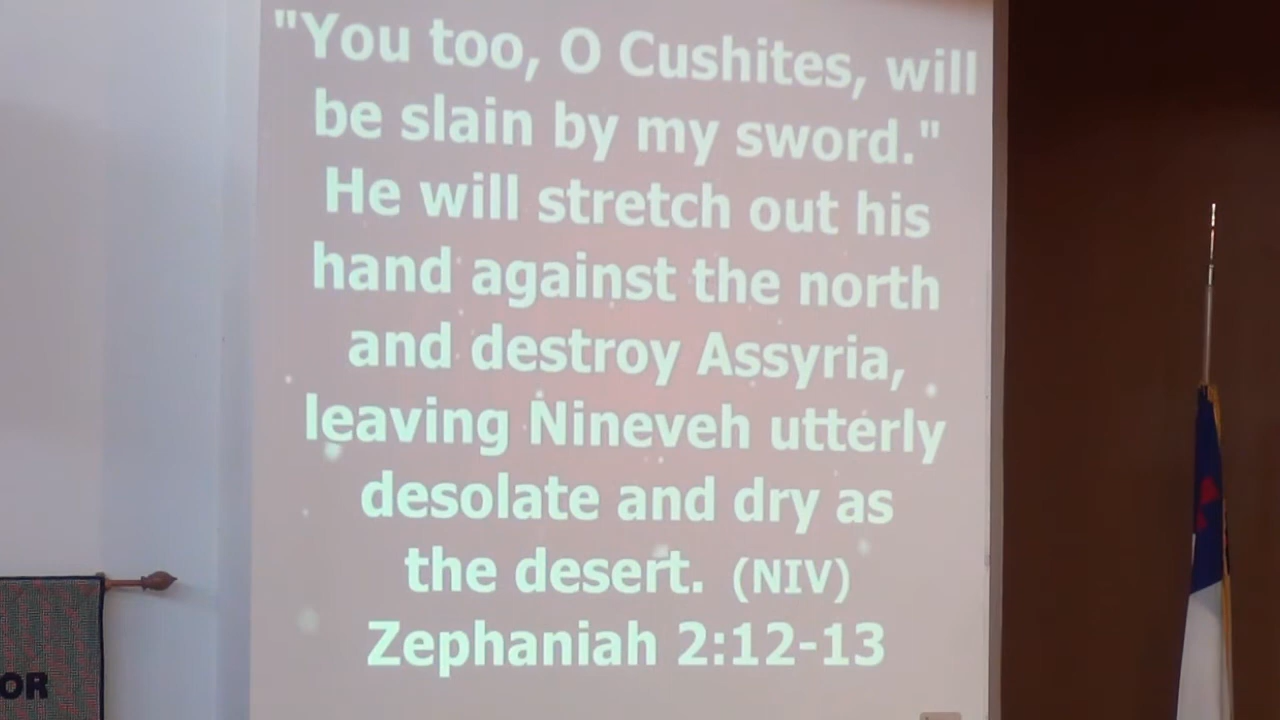 "You too, O Cushites, will
be slain by my sword."
He will stretch out his
hand against the north
and destroy Assyria,
leaving Nineveh utterly
desolate and dry as
the desert. (NIV)
Zephaniah 2:12-13
OR